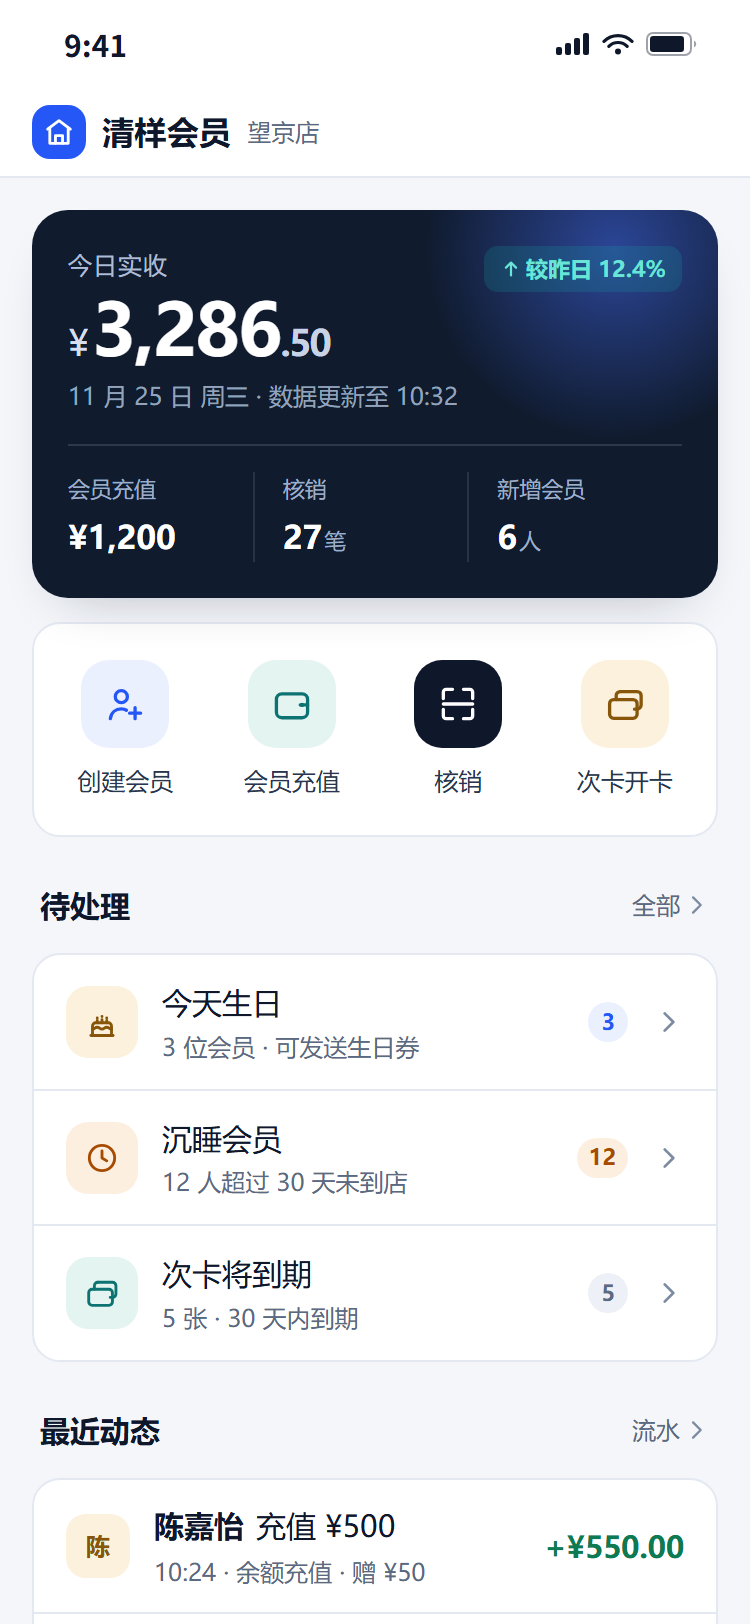 9:41
清样会员 望京店
今日实收
↑ 较昨日 12.4%
¥3,286.50
11 月 25 日 周三 · 数据更新至 10:32
会员充值 核销 新增会员
¥1,200 27笔 6人
创建会员 会员充值 核销 次卡开卡
待处理 全部
今天生日
3 位会员 · 可发送生日券
3
沉睡会员
12 人超过 30 天未到店
12
次卡将到期
5 张 · 30 天内到期
5
最近动态 流水
陈
陈嘉怡 充值 ¥500
10:24 · 余额充值 · 赠 ¥50
+¥550.00